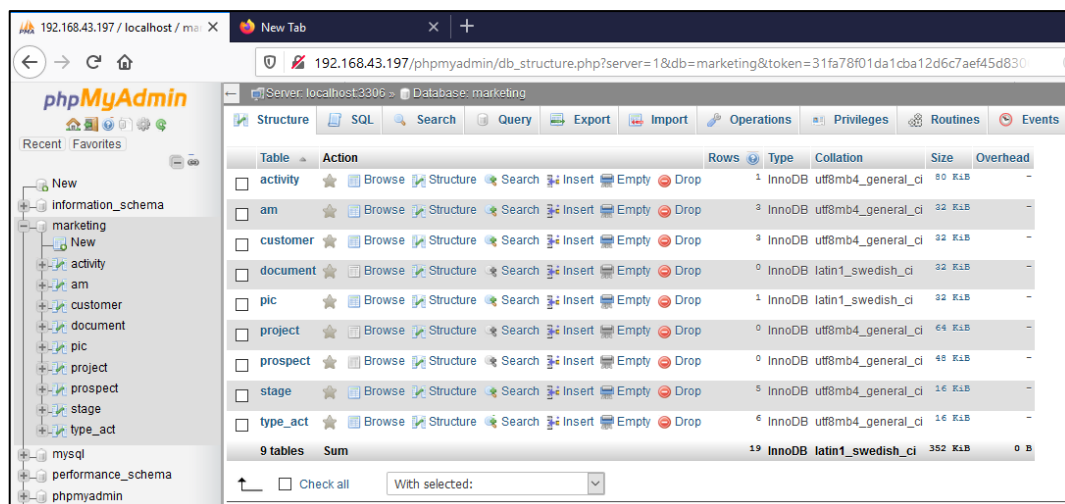 192.168.43.197 / localhost / ma
New Tab
192.168.43.197/phpmyadmin/db_structure.php?server=1&db=marketing&token=31fa78f01da1cba12d6c7aef45d830
phpMyAdmin
Recent Favorites
New
information_schema
marketing
New
activity
am
customer
document
pic
project
prospect
stage
type_act
mysql
performance_schema
phpmyadmin
Server: localhost:3306 » Database: marketing
Structure SQL Search Query Export Import Operations Privileges Routines Events
Table Action Rows Type Collation Size Overhead
activity Browse Structure Search Insert Empty Drop 1 InnoDB utf8mb4_general_ci 80 KiB -
am Browse Structure Search Insert Empty Drop 3 InnoDB utf8mb4_general_ci 32 KiB -
customer Browse Structure Search Insert Empty Drop 3 InnoDB utf8mb4_general_ci 32 KiB -
document Browse Structure Search Insert Empty Drop 0 InnoDB latin1_swedish_ci 32 KiB -
pic Browse Structure Search Insert Empty Drop 1 InnoDB latin1_swedish_ci 32 KiB -
project Browse Structure Search Insert Empty Drop 0 InnoDB utf8mb4_general_ci 64 KiB -
prospect Browse Structure Search Insert Empty Drop 0 InnoDB utf8mb4_general_ci 48 KiB -
stage Browse Structure Search Insert Empty Drop 5 InnoDB utf8mb4_general_ci 16 KiB -
type_act Browse Structure Search Insert Empty Drop 6 InnoDB utf8mb4_general_ci 16 KiB -
9 tables Sum 19 InnoDB latin1_swedish_ci 352 KiB 0 B
Check all With selected: